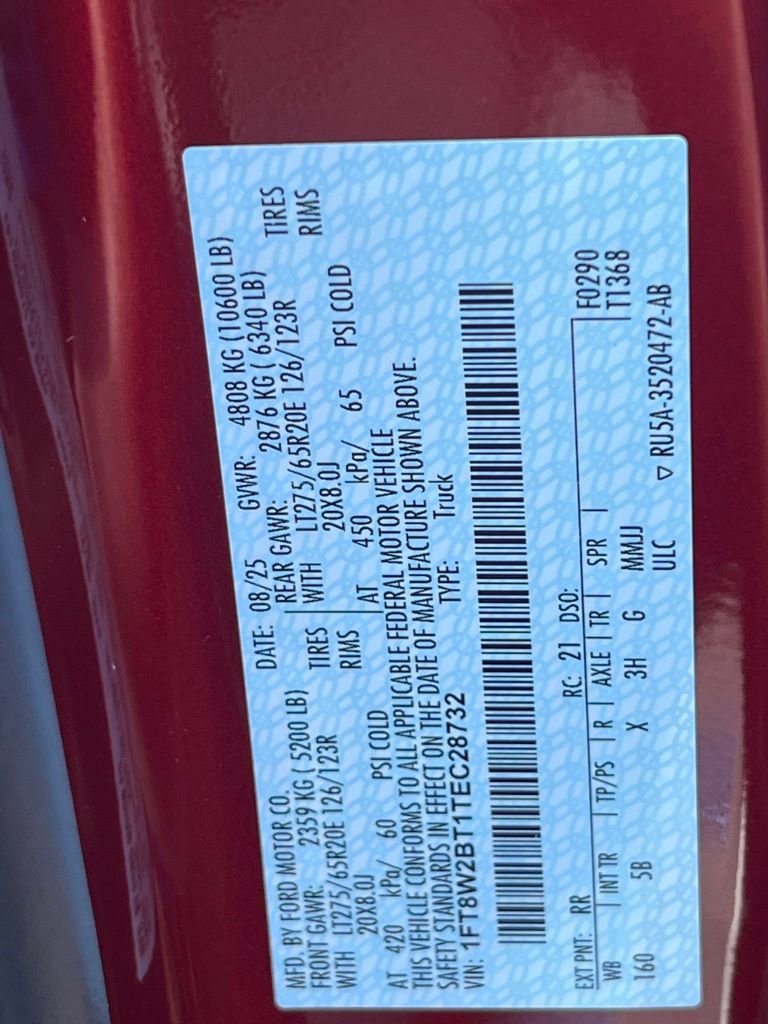 MFD. BY FORD MOTOR CO. DATE: 08/25 GVWR: 4808 KG (10600 LB)
FRONT GAWR: 2359 KG ( 5200 LB) REAR GAWR: 2876 KG ( 6340 LB)
WITH LT275/65R20E 126/123R TIRES WITH LT275/65R20E 126/123R TIRES
20X8.0J RIMS 20X8.0J RIMS
AT 420 kPa/ 60 PSI COLD AT 450 kPa/ 65 PSI COLD
THIS VEHICLE CONFORMS TO ALL APPLICABLE FEDERAL MOTOR VEHICLE
SAFETY STANDARDS IN EFFECT ON THE DATE OF MANUFACTURE SHOWN ABOVE.
VIN: 1FT8W2BT1TEC28732 TYPE: Truck
EXT PNT: RR RC: 21 DSO: F0290
WB | INT TR | TP/PS | R | AXLE | TR | SPR | T1368
160 5B X 3H G MMJJ
ULC ▽ RU5A-3520472-AB